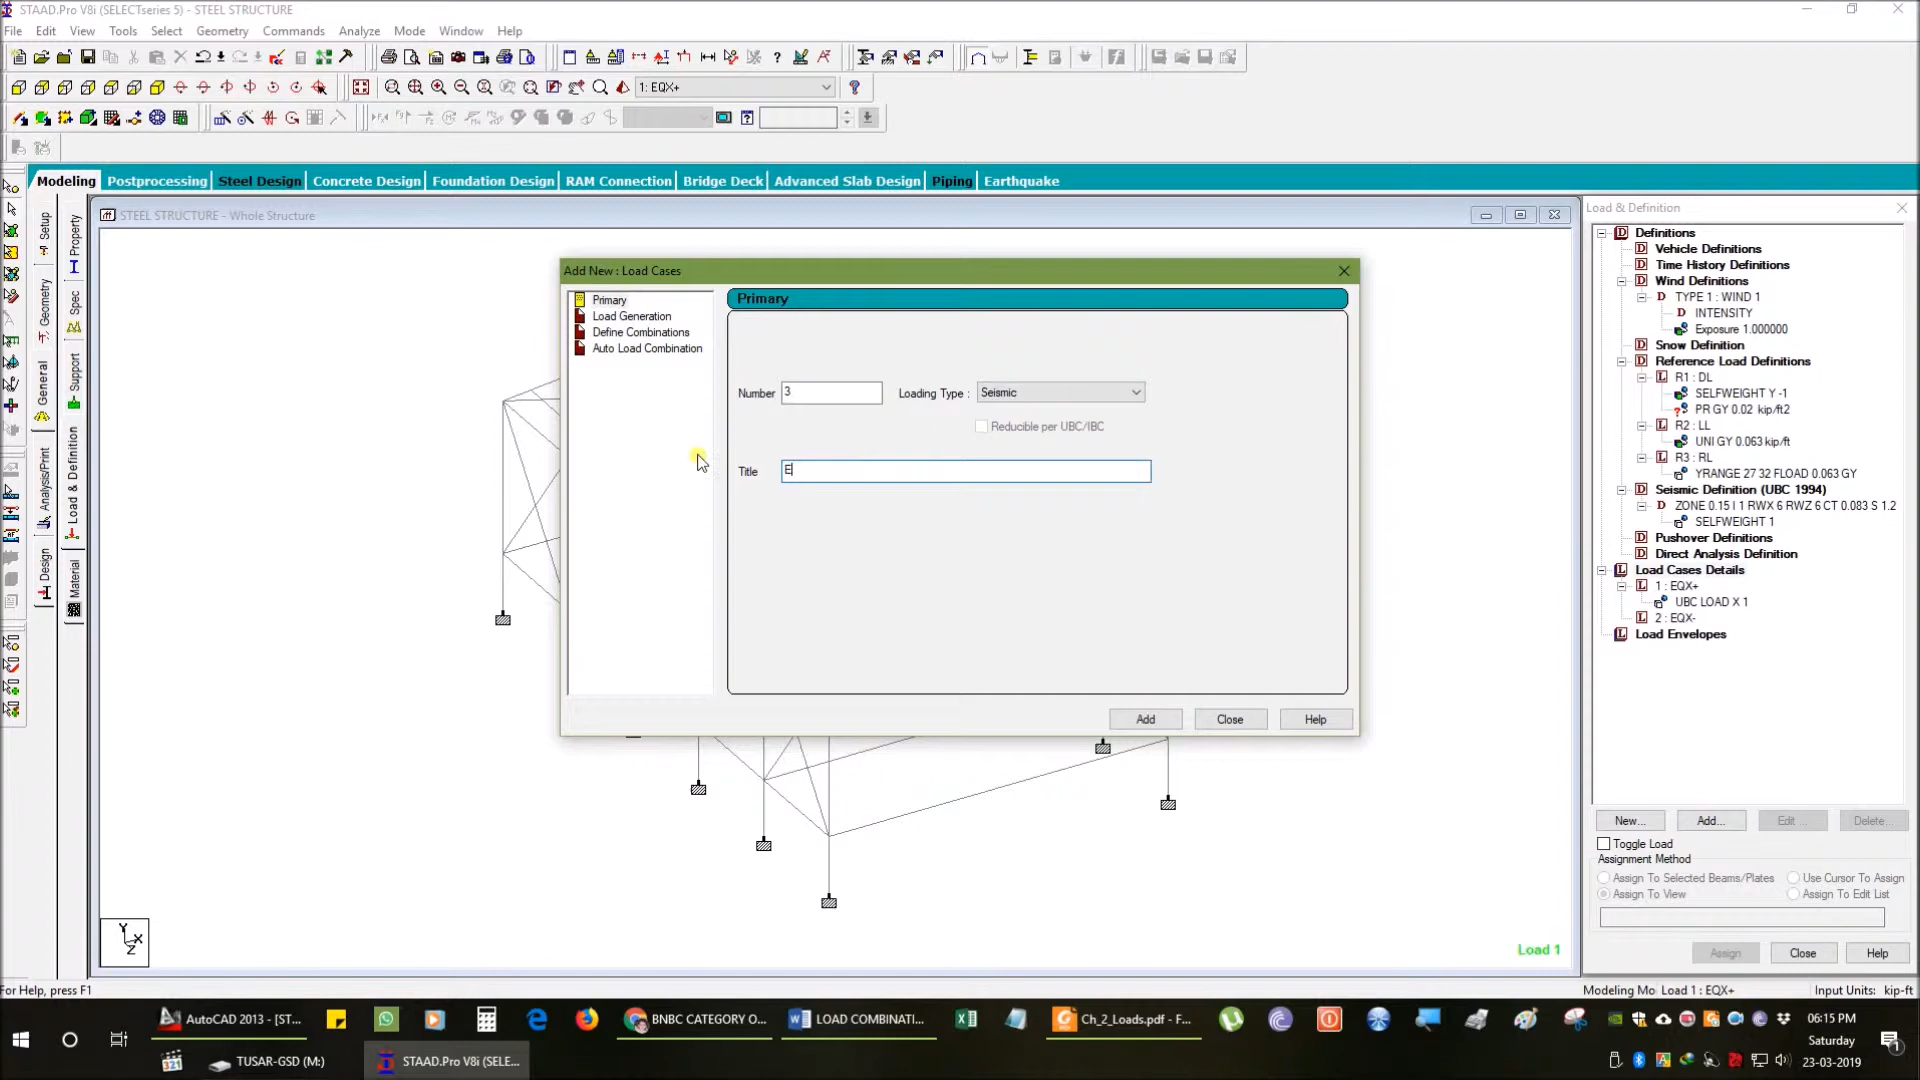 STAAD.Pro V8i (SELECTseries 5) - STEEL STRUCTURE
File Edit View Tools Select Geometry Commands Analyze Mode Window Help
1: EQX+
Modeling Postprocessing Steel Design Concrete Design Foundation Design RAM Connection Bridge Deck Advanced Slab Design Piping Earthquake
Setup
Geometry
General
Analysis/Print
Design
Property
Spec
Support
Load & Definition
Material
STEEL STRUCTURE - Whole Structure
Add New : Load Cases
Primary
Load Generation
Define Combinations
Auto Load Combination
Primary
Number 3 Loading Type : Seismic
Reducible per UBC/IBC
Title E
Add Close Help
Y
X
Z
Load 1
Load & Definition
Definitions
Vehicle Definitions
Time History Definitions
Wind Definitions
TYPE 1 : WIND 1
INTENSITY
Exposure 1.000000
Snow Definition
Reference Load Definitions
R1 : DL
SELFWEIGHT Y -1
PR GY 0.02 kip/ft2
R2 : LL
UNI GY 0.063 kip/ft
R3 : RL
YRANGE 27 32 FLOAD 0.063 GY
Seismic Definition (UBC 1994)
ZONE 0.15 I 1 RWX 6 RWZ 6 CT 0.083 S 1.2
SELFWEIGHT 1
Pushover Definitions
Direct Analysis Definition
Load Cases Details
1 : EQX+
UBC LOAD X 1
2 : EQX-
Load Envelopes
New... Add... Edit ... Delete...
Toggle Load
Assignment Method
Assign To Selected Beams/Plates Use Cursor To Assign
Assign To View Assign To Edit List
Assign Close Help
For Help, press F1
Modeling Mo Load 1 : EQX+ Input Units: kip-ft
AutoCAD 2013 - [ST...
BNBC CATEGORY O...
LOAD COMBINATI...
Ch_2_Loads.pdf - F...
06:15 PM
Saturday
23-03-2019
321
TUSAR-GSD (M:)
STAAD.Pro V8i (SELE...
1